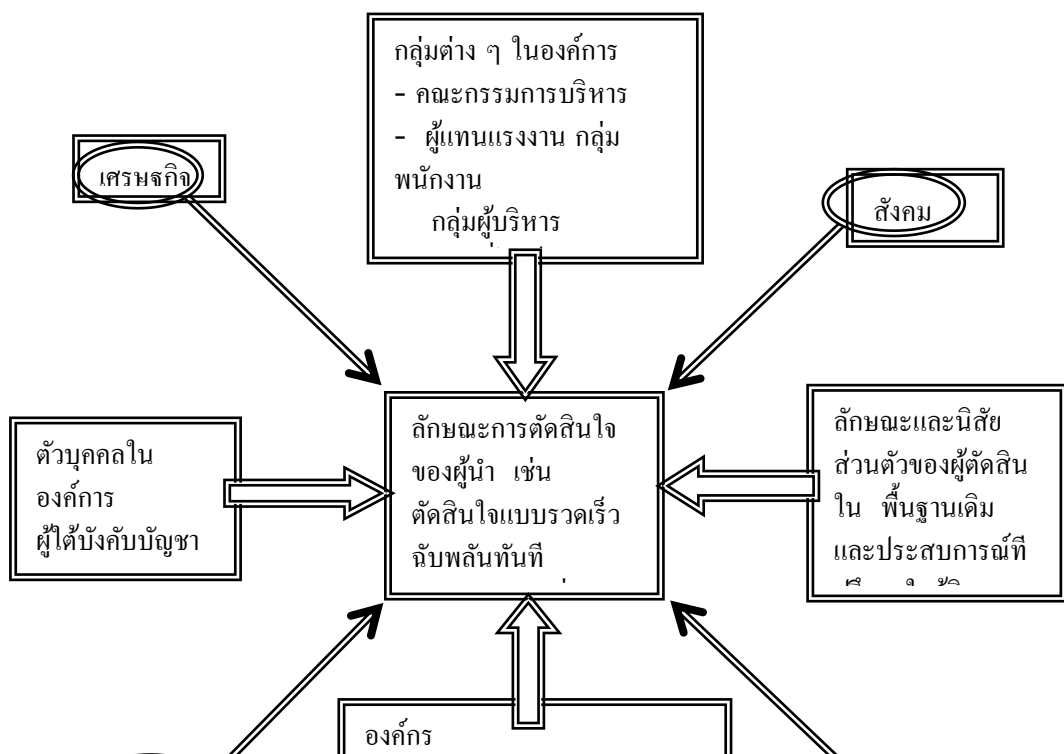 กลุ่มต่าง ๆ ในองค์การ
- คณะกรรมการบริหาร
- ผู้แทนแรงงาน กลุ่ม
พนักงาน
กลุ่มผู้บริหาร
เศรษฐกิจ
สังคม
ตัวบุคคลใน
องค์การ
ผู้ใต้บังคับบัญชา
ลักษณะการตัดสินใจ
ของผู้นำ เช่น
ตัดสินใจแบบรวดเร็ว
ฉับพลันทันที
ลักษณะและนิสัย
ส่วนตัวของผู้ตัดสิน
ใน พื้นฐานเดิม
และประสบการณ์ที
องค์กร